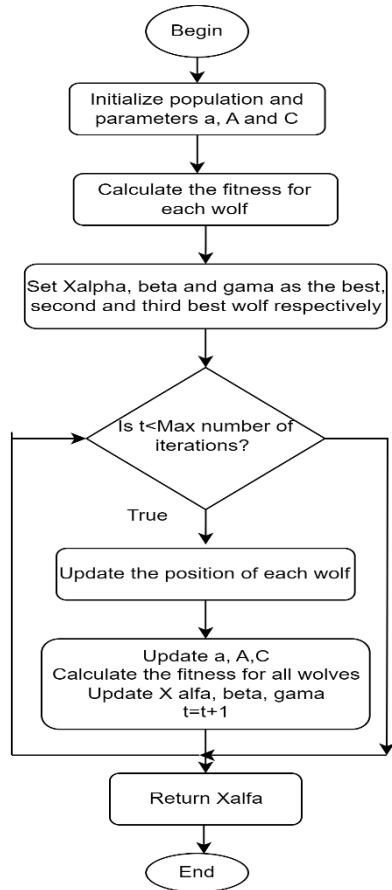 Begin
Initialize population and
parameters a, A and C
Calculate the fitness for
each wolf
Set Xalpha, beta and gama as the best,
second and third best wolf respectively
Is t<Max number of
iterations?
True
Update the position of each wolf
Update a, A,C
Calculate the fitness for all wolves
Update X alfa, beta, gama
t=t+1
Return Xalfa
End